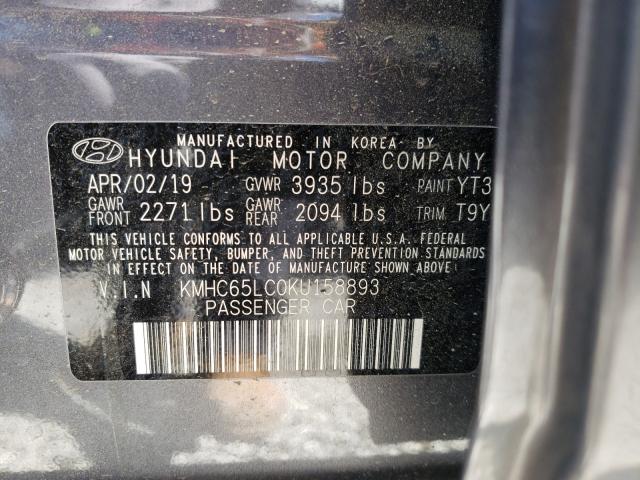 MANUFACTURED IN KOREA BY
HYUNDAI MOTOR COMPANY
APR/02/19 GVWR 3935 lbs PAINT YT3
GAWR FRONT 2271 lbs GAWR REAR 2094 lbs TRIM T9Y
THIS VEHICLE CONFORMS TO ALL APPLICABLE U.S.A. FEDERAL
MOTOR VEHICLE SAFETY, BUMPER, AND THEFT PREVENTION STANDARDS
IN EFFECT ON THE DATE OF MANUFACTURE SHOWN ABOVE
V.I.N KMHC65LC0KU158893
PASSENGER CAR